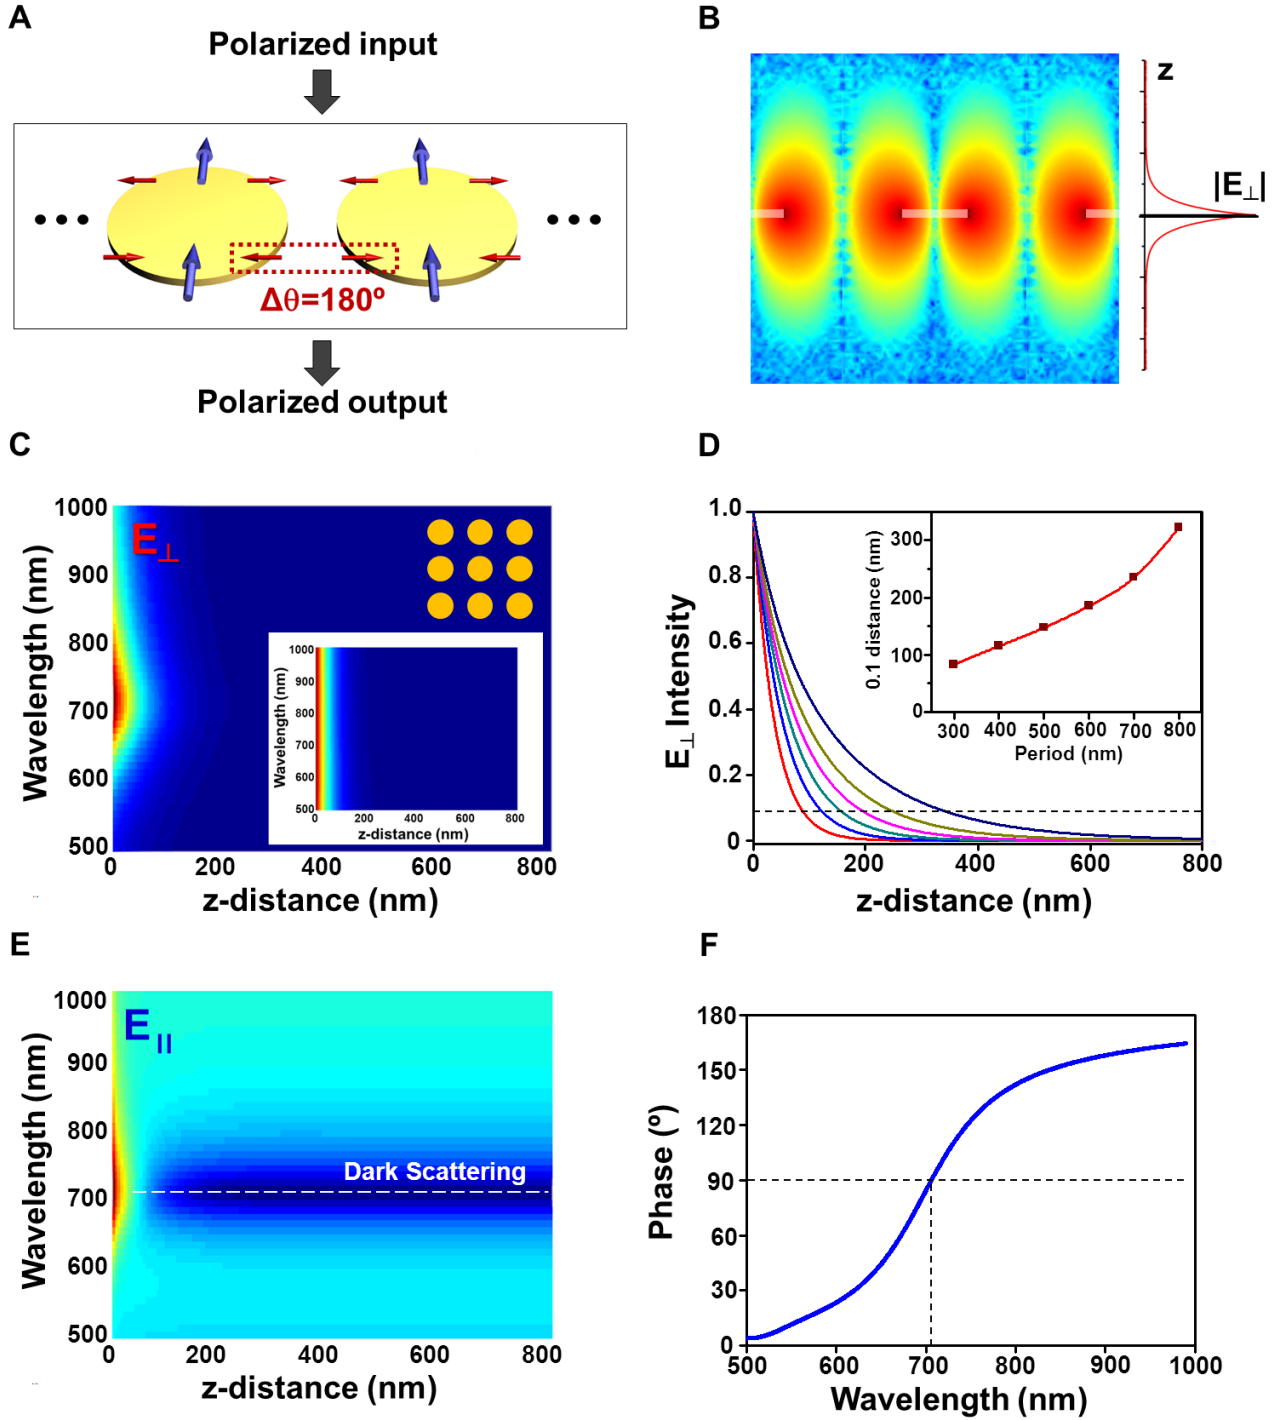 A
Polarized input
Δθ=180º
Polarized output
B
z
|E⊥|
C
E⊥
Wavelength (nm)
1000
900
800
700
600
500
0
200
400
600
800
z-distance (nm)
Wavelength (nm)
1000
900
800
700
600
500
0
200
400
600
800
z-distance (nm)
D
E⊥ Intensity
1.0
0.8
0.6
0.4
0.2
0
0
200
400
600
800
z-distance (nm)
0.1 distance (nm)
300
200
100
0
300
400
500
600
700
800
Period (nm)
E
E||
Dark Scattering
Wavelength (nm)
1000
900
800
700
600
500
0
200
400
600
800
z-distance (nm)
F
Phase (º)
180
150
120
90
60
30
0
500
600
700
800
900
1000
Wavelength (nm)